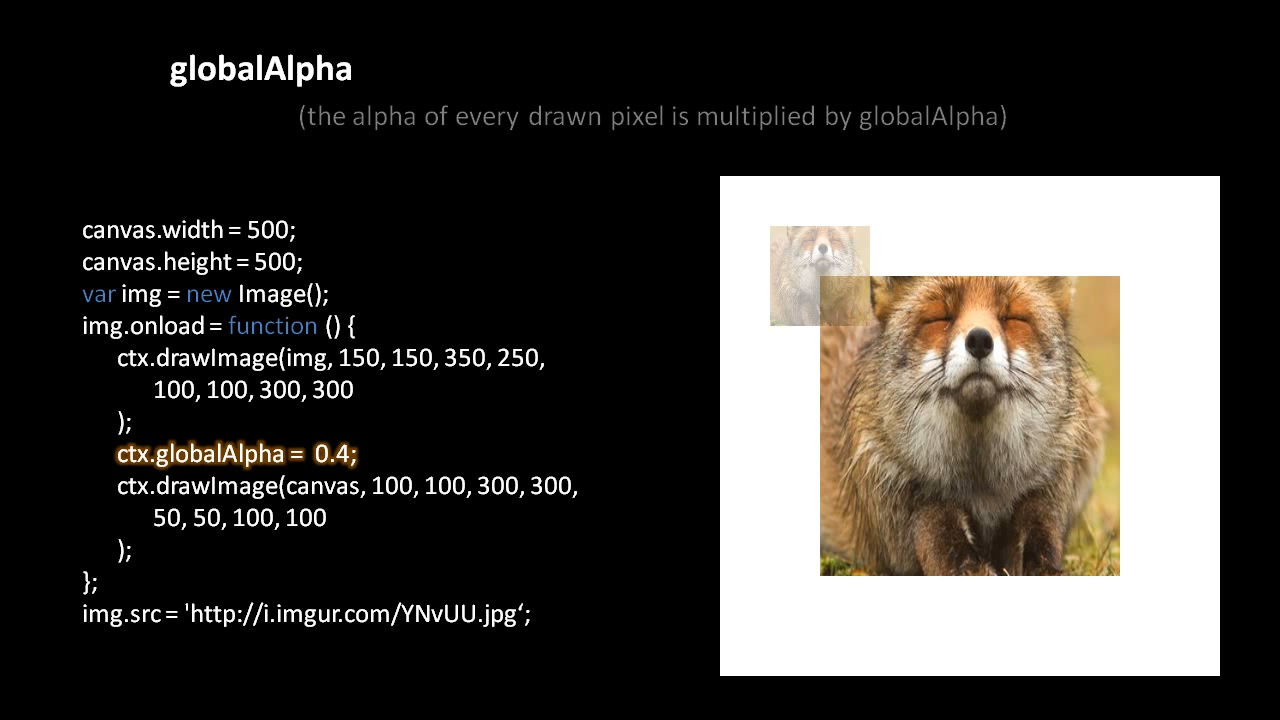 globalAlpha
(the alpha of every drawn pixel is multiplied by globalAlpha)
canvas.width = 500;
canvas.height = 500;
var img = new Image();
img.onload = function () {
ctx.drawImage(img, 150, 150, 350, 250,
100, 100, 300, 300
);
ctx.globalAlpha =  0.4;
ctx.drawImage(canvas, 100, 100, 300, 300,
50, 50, 100, 100
);
};
img.src = 'http://i.imgur.com/YNvUU.jpg‘;